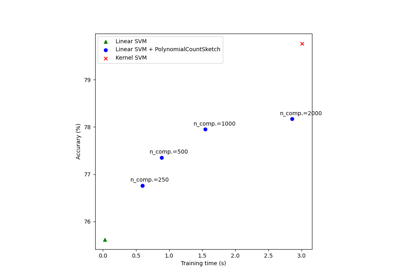 Linear SVM
Linear SVM + PolynomialCountSketch
Kernel SVM
79
78
77
76
n_comp.=2000
n_comp.=1000
n_comp.=500
n_comp.=250
Accurary (%)
0.0 0.5 1.0 1.5 2.0 2.5 3.0
Training time (s)